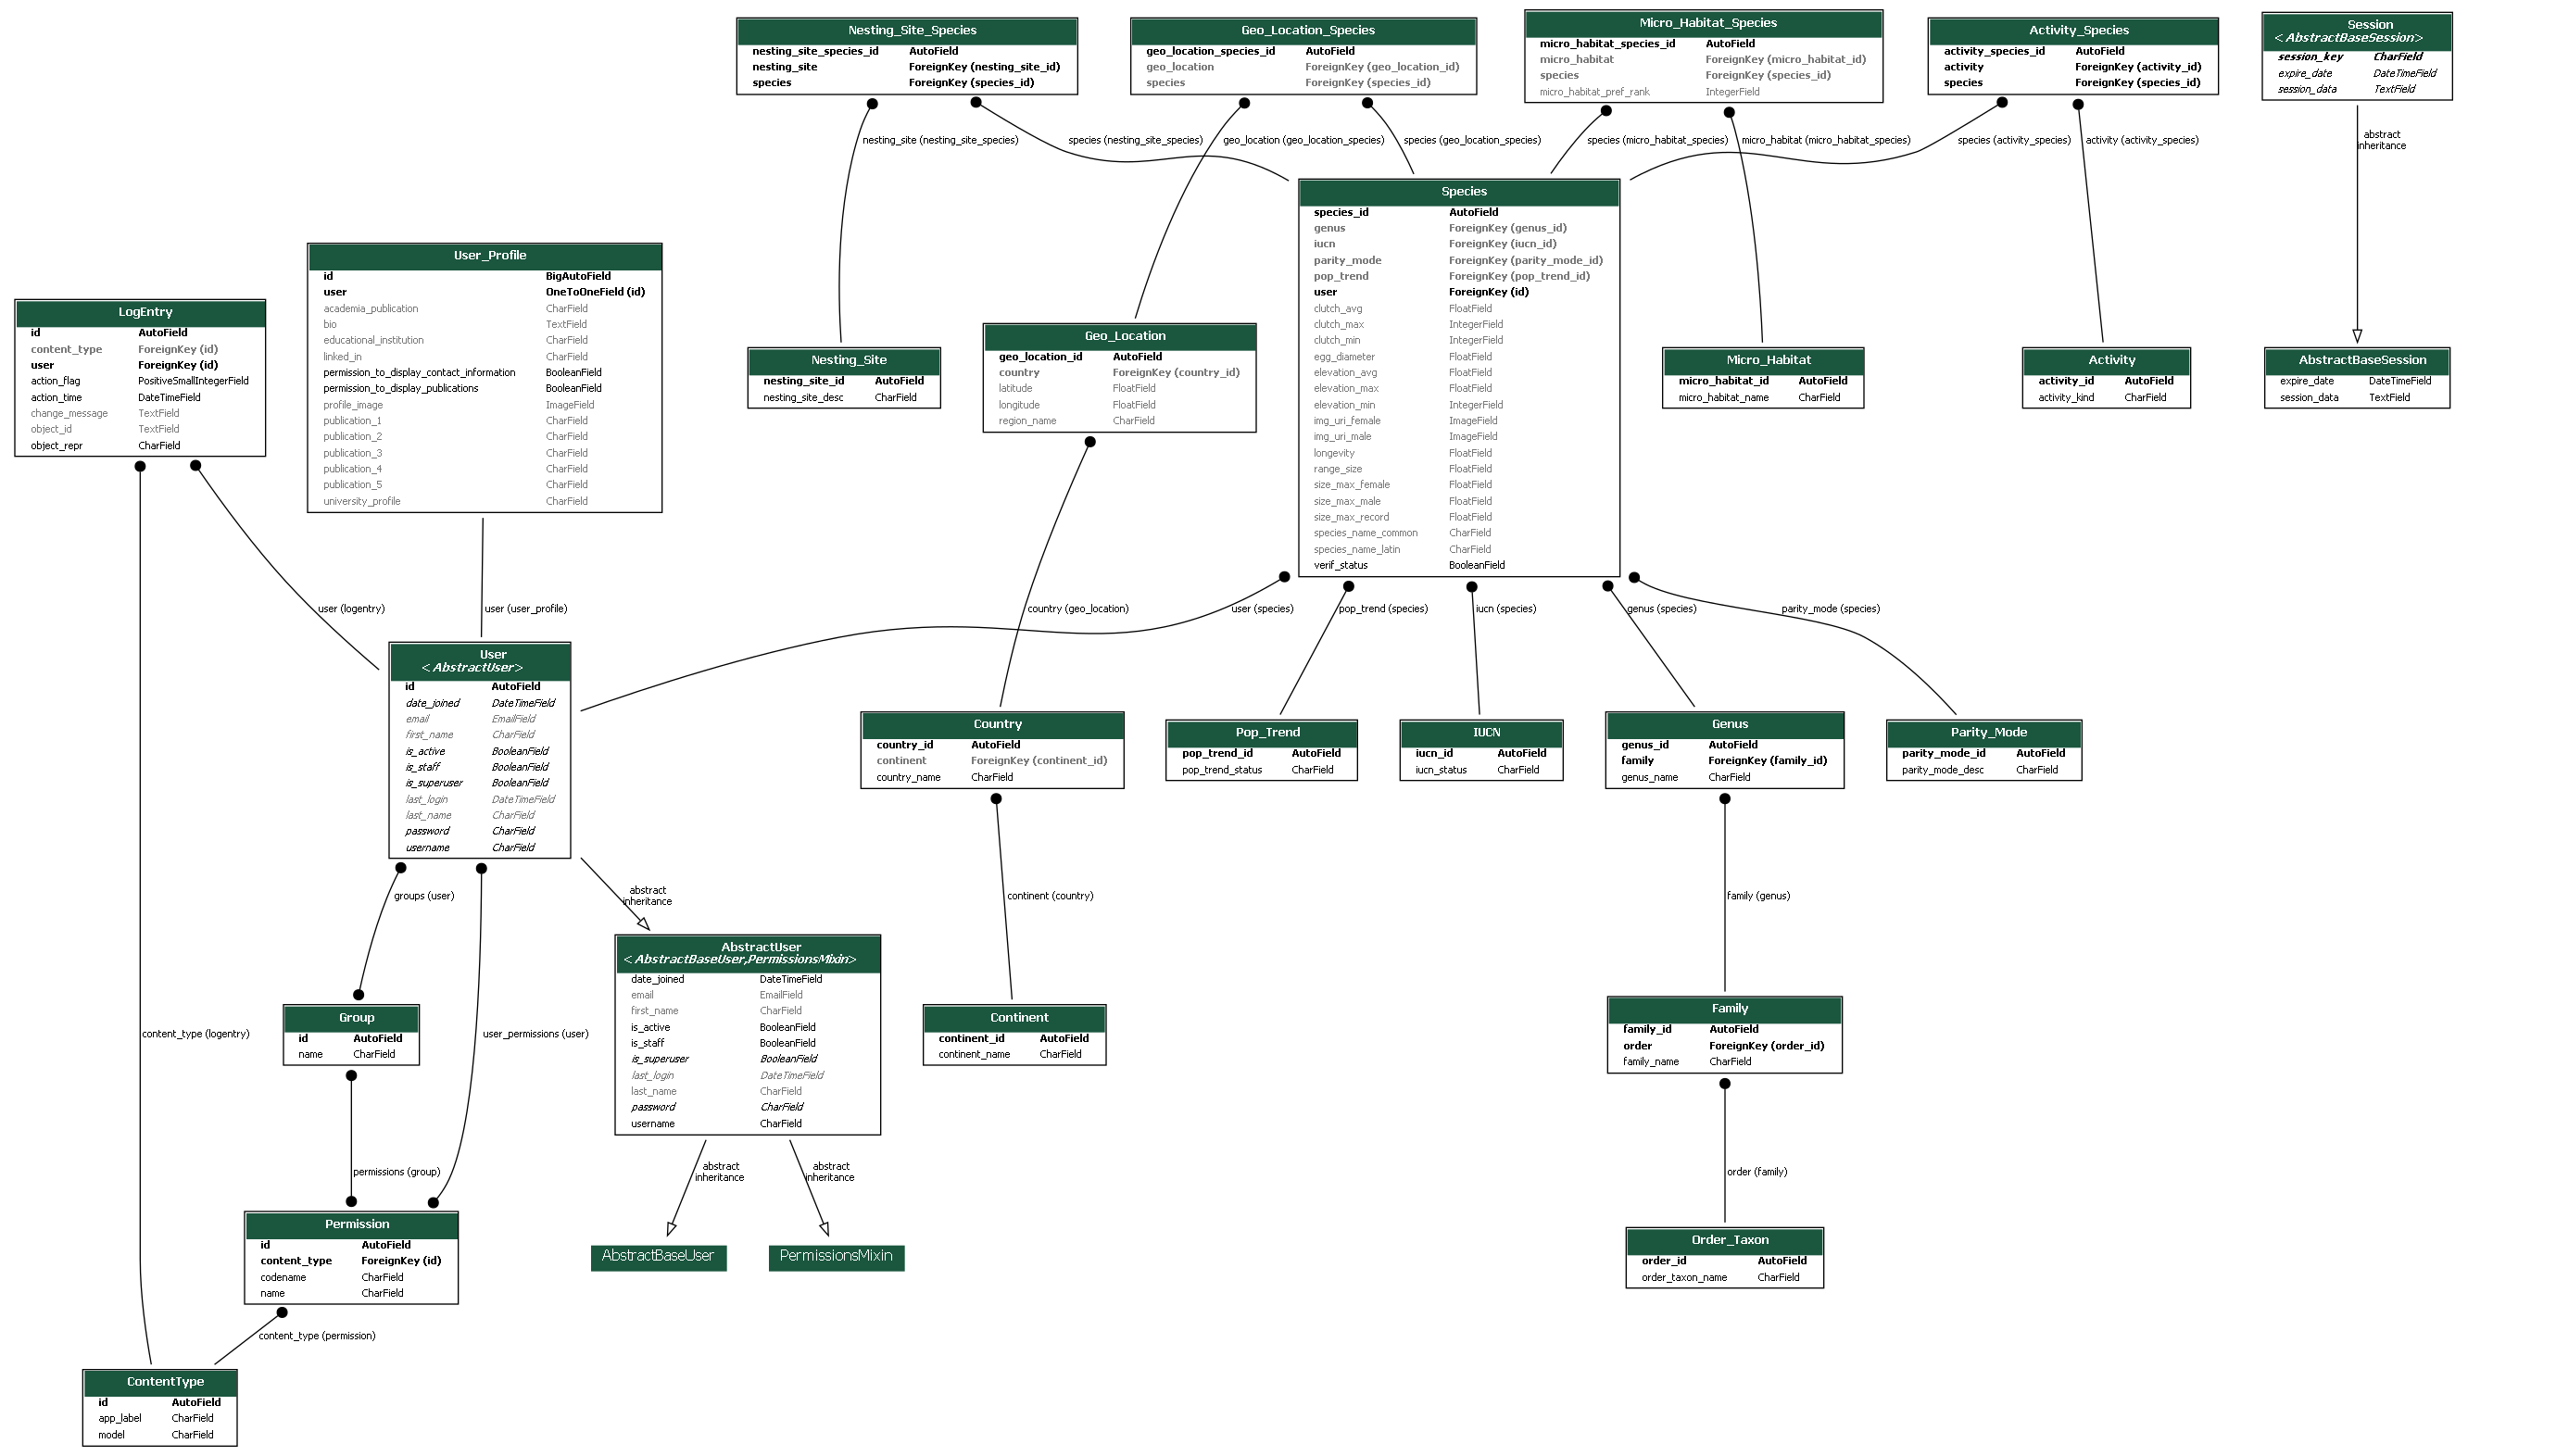 Nesting_Site_Species
nesting_site_species_id AutoField
nesting_site ForeignKey (nesting_site_id)
species ForeignKey (species_id)
Geo_Location_Species
geo_location_species_id AutoField
geo_location ForeignKey (geo_location_id)
species ForeignKey (species_id)
Micro_Habitat_Species
micro_habitat_species_id AutoField
micro_habitat ForeignKey (micro_habitat_id)
species ForeignKey (species_id)
micro_habitat_pref_rank IntegerField
Activity_Species
activity_species_id AutoField
activity ForeignKey (activity_id)
species ForeignKey (species_id)
Session
<AbstractBaseSession>
session_key CharField
expire_date DateTimeField
session_data TextField
nesting_site (nesting_site_species)
species (nesting_site_species)
geo_location (geo_location_species)
species (geo_location_species)
species (micro_habitat_species)
micro_habitat (micro_habitat_species)
species (activity_species)
activity (activity_species)
abstract
inheritance
Species
species_id AutoField
genus ForeignKey (genus_id)
iucn ForeignKey (iucn_id)
parity_mode ForeignKey (parity_mode_id)
pop_trend ForeignKey (pop_trend_id)
user ForeignKey (id)
clutch_avg FloatField
clutch_max IntegerField
clutch_min IntegerField
egg_diameter FloatField
elevation_avg FloatField
elevation_max FloatField
elevation_min IntegerField
img_uri_female ImageField
img_uri_male ImageField
longevity FloatField
range_size FloatField
size_max_female FloatField
size_max_male FloatField
size_max_record FloatField
species_name_common CharField
species_name_latin CharField
verif_status BooleanField
User_Profile
id BigAutoField
user OneToOneField (id)
academia_publication CharField
bio TextField
educational_institution CharField
linked_in CharField
permission_to_display_contact_information BooleanField
permission_to_display_publications BooleanField
profile_image ImageField
publication_1 CharField
publication_2 CharField
publication_3 CharField
publication_4 CharField
publication_5 CharField
university_profile CharField
LogEntry
id AutoField
content_type ForeignKey (id)
user ForeignKey (id)
action_flag PositiveSmallIntegerField
action_time DateTimeField
change_message TextField
object_id TextField
object_repr CharField
Nesting_Site
nesting_site_id AutoField
nesting_site_desc CharField
Geo_Location
geo_location_id AutoField
country ForeignKey (country_id)
latitude FloatField
longitude FloatField
region_name CharField
Micro_Habitat
micro_habitat_id AutoField
micro_habitat_name CharField
Activity
activity_id AutoField
activity_kind CharField
AbstractBaseSession
expire_date DateTimeField
session_data TextField
user (logentry)
user (user_profile)
country (geo_location)
user (species)
pop_trend (species)
iucn (species)
genus (species)
parity_mode (species)
User
<AbstractUser>
id AutoField
date_joined DateTimeField
email EmailField
first_name CharField
is_active BooleanField
is_staff BooleanField
is_superuser BooleanField
last_login DateTimeField
last_name CharField
password CharField
username CharField
Country
country_id AutoField
continent ForeignKey (continent_id)
country_name CharField
Pop_Trend
pop_trend_id AutoField
pop_trend_status CharField
IUCN
iucn_id AutoField
iucn_status CharField
Genus
genus_id AutoField
family ForeignKey (family_id)
genus_name CharField
Parity_Mode
parity_mode_id AutoField
parity_mode_desc CharField
groups (user)
abstract
inheritance
continent (country)
family (genus)
AbstractUser
<AbstractBaseUser,PermissionsMixin>
date_joined DateTimeField
email EmailField
first_name CharField
is_active BooleanField
is_staff BooleanField
is_superuser BooleanField
last_login DateTimeField
last_name CharField
password CharField
username CharField
Group
id AutoField
name CharField
Continent
continent_id AutoField
continent_name CharField
Family
family_id AutoField
order ForeignKey (order_id)
family_name CharField
content_type (logentry)
user_permissions (user)
permissions (group)
abstract
inheritance
abstract
inheritance
order (family)
Permission
id AutoField
content_type ForeignKey (id)
codename CharField
name CharField
AbstractBaseUser
PermissionsMixin
Order_Taxon
order_id AutoField
order_taxon_name CharField
content_type (permission)
ContentType
id AutoField
app_label CharField
model CharField